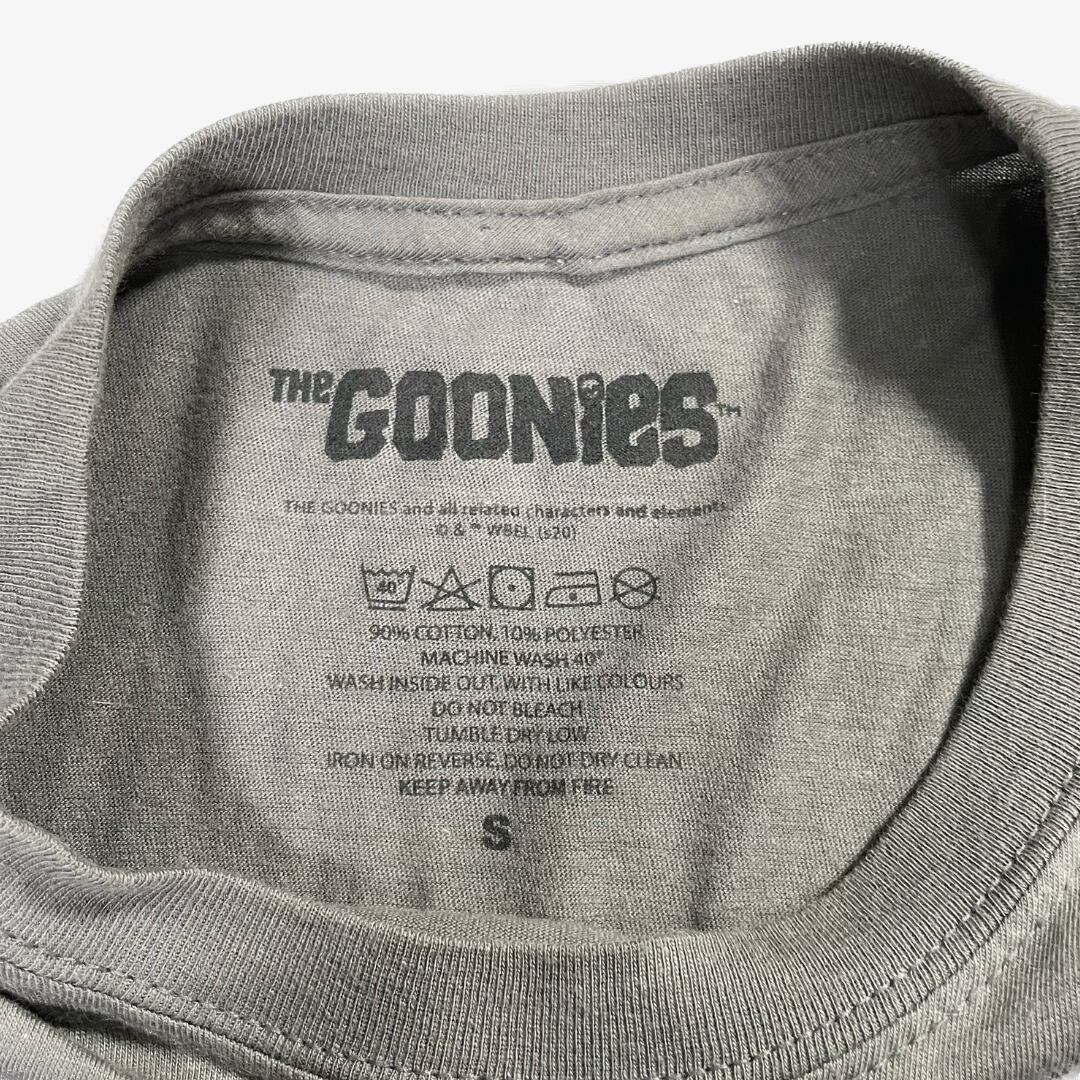 THE GOONIES™
THE GOONIES and all related characters and elements
© & ™ WBEI. (s20)
40
90% COTTON, 10% POLYESTER
MACHINE WASH 40°
WASH INSIDE OUT, WITH LIKE COLOURS
DO NOT BLEACH
TUMBLE DRY LOW
IRON ON REVERSE, DO NOT DRY CLEAN
KEEP AWAY FROM FIRE
S